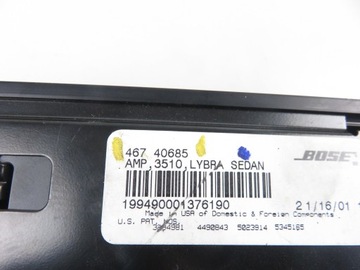 467 40685
AMP,3510,LYBRA SEDAN
BOSE
199490001376190
21/16/01 1
Made in USA of Domestic & Foreign Components
U.S. PAT. NOS.
4490843 5023914 5345165